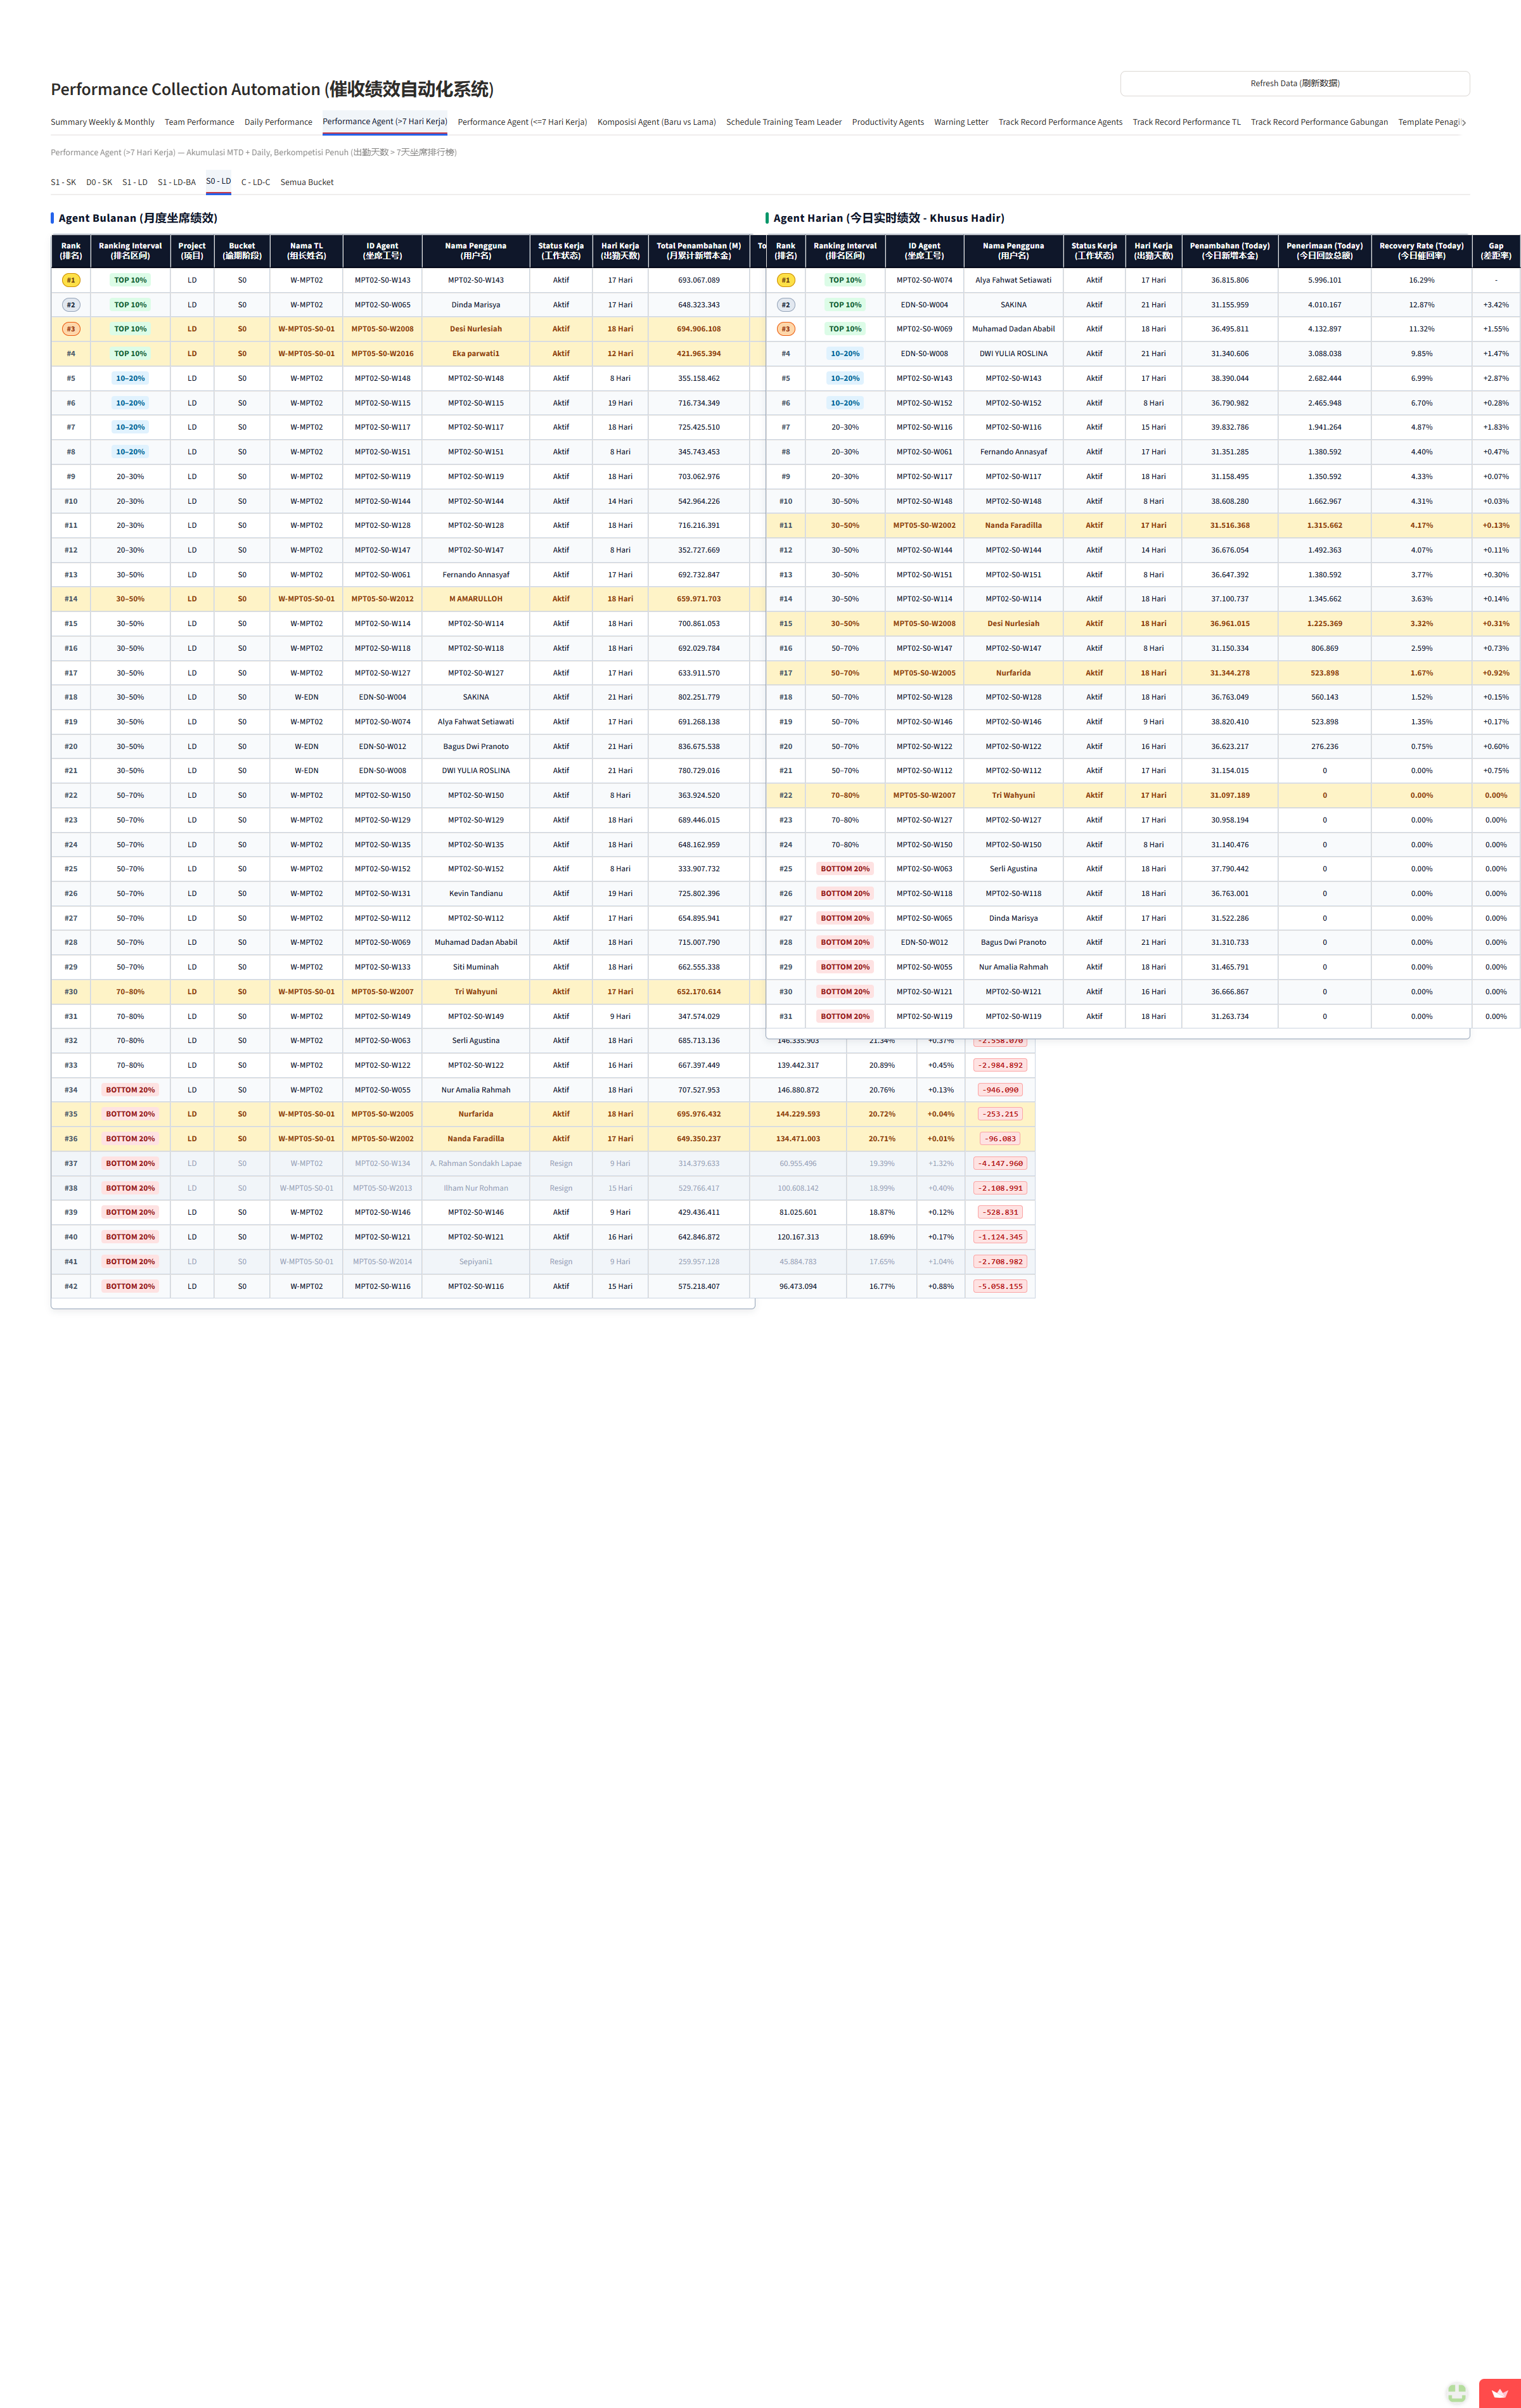 Performance Collection Automation (催收绩效自动化系统)
Refresh Data (刷新数据)
Summary Weekly & Monthly Team Performance Daily Performance Performance Agent (>7 Hari Kerja) Performance Agent (<=7 Hari Kerja) Komposisi Agent (Baru vs Lama) Schedule Training Team Leader Productivity Agents Warning Letter Track Record Performance Agents Track Record Performance TL Track Record Performance Gabungan Template Penagi
Performance Agent (>7 Hari Kerja) — Akumulasi MTD + Daily, Berkompetisi Penuh (出勤天数 > 7天坐席排行榜)
S1 - SK D0 - SK S1 - LD S1 - LD-BA S0 - LD C - LD-C Semua Bucket
Agent Bulanan (月度坐席绩效)
Rank Ranking Interval Project Bucket Nama TL ID Agent Nama Pengguna Status Kerja Hari Kerja Total Penambahan (M) To
(排名) (排名区间) (项目) (逾期阶段) (组长姓名) (坐席工号) (用户名) (工作状态) (出勤天数) (月累计新增本金)
#1 TOP 10% LD S0 W-MPT02 MPT02-S0-W143 MPT02-S0-W143 Aktif 17 Hari 693.067.089
#2 TOP 10% LD S0 W-MPT02 MPT02-S0-W065 Dinda Marisya Aktif 17 Hari 648.323.343
#3 TOP 10% LD S0 W-MPT05-S0-01 MPT05-S0-W2008 Desi Nurlesiah Aktif 18 Hari 694.906.108
#4 TOP 10% LD S0 W-MPT05-S0-01 MPT05-S0-W2016 Eka parwati1 Aktif 12 Hari 421.965.394
#5 10–20% LD S0 W-MPT02 MPT02-S0-W148 MPT02-S0-W148 Aktif 8 Hari 355.158.462
#6 10–20% LD S0 W-MPT02 MPT02-S0-W115 MPT02-S0-W115 Aktif 19 Hari 716.734.349
#7 10–20% LD S0 W-MPT02 MPT02-S0-W117 MPT02-S0-W117 Aktif 18 Hari 725.425.510
#8 10–20% LD S0 W-MPT02 MPT02-S0-W151 MPT02-S0-W151 Aktif 8 Hari 345.743.453
#9 20–30% LD S0 W-MPT02 MPT02-S0-W119 MPT02-S0-W119 Aktif 18 Hari 703.062.976
#10 20–30% LD S0 W-MPT02 MPT02-S0-W144 MPT02-S0-W144 Aktif 14 Hari 542.964.226
#11 20–30% LD S0 W-MPT02 MPT02-S0-W128 MPT02-S0-W128 Aktif 18 Hari 716.216.391
#12 20–30% LD S0 W-MPT02 MPT02-S0-W147 MPT02-S0-W147 Aktif 8 Hari 352.727.669
#13 30–50% LD S0 W-MPT02 MPT02-S0-W061 Fernando Annasyaf Aktif 17 Hari 692.732.847
#14 30–50% LD S0 W-MPT05-S0-01 MPT05-S0-W2012 M AMARULLOH Aktif 18 Hari 659.971.703
#15 30–50% LD S0 W-MPT02 MPT02-S0-W114 MPT02-S0-W114 Aktif 18 Hari 700.861.053
#16 30–50% LD S0 W-MPT02 MPT02-S0-W118 MPT02-S0-W118 Aktif 18 Hari 692.029.784
#17 30–50% LD S0 W-MPT02 MPT02-S0-W127 MPT02-S0-W127 Aktif 17 Hari 633.911.570
#18 30–50% LD S0 W-EDN EDN-S0-W004 SAKINA Aktif 21 Hari 802.251.779
#19 30–50% LD S0 W-MPT02 MPT02-S0-W074 Alya Fahwat Setiawati Aktif 17 Hari 691.268.138
#20 30–50% LD S0 W-EDN EDN-S0-W012 Bagus Dwi Pranoto Aktif 21 Hari 836.675.538
#21 30–50% LD S0 W-EDN EDN-S0-W008 DWI YULIA ROSLINA Aktif 21 Hari 780.729.016
#22 50–70% LD S0 W-MPT02 MPT02-S0-W150 MPT02-S0-W150 Aktif 8 Hari 363.924.520
#23 50–70% LD S0 W-MPT02 MPT02-S0-W129 MPT02-S0-W129 Aktif 18 Hari 689.446.015
#24 50–70% LD S0 W-MPT02 MPT02-S0-W135 MPT02-S0-W135 Aktif 18 Hari 648.162.959
#25 50–70% LD S0 W-MPT02 MPT02-S0-W152 MPT02-S0-W152 Aktif 8 Hari 333.907.732
#26 50–70% LD S0 W-MPT02 MPT02-S0-W131 Kevin Tandianu Aktif 19 Hari 725.802.396
#27 50–70% LD S0 W-MPT02 MPT02-S0-W112 MPT02-S0-W112 Aktif 17 Hari 654.895.941
#28 50–70% LD S0 W-MPT02 MPT02-S0-W069 Muhamad Dadan Ababil Aktif 18 Hari 715.007.790
#29 50–70% LD S0 W-MPT02 MPT02-S0-W133 Siti Muminah Aktif 18 Hari 662.555.338
#30 70–80% LD S0 W-MPT05-S0-01 MPT05-S0-W2007 Tri Wahyuni Aktif 17 Hari 652.170.614
#31 70–80% LD S0 W-MPT02 MPT02-S0-W149 MPT02-S0-W149 Aktif 9 Hari 347.574.029
#32 70–80% LD S0 W-MPT02 MPT02-S0-W063 Serli Agustina Aktif 18 Hari 685.713.136 146.335.903 21.34% +0.37% -2.558.070
#33 70–80% LD S0 W-MPT02 MPT02-S0-W122 MPT02-S0-W122 Aktif 16 Hari 667.397.449 139.442.317 20.89% +0.45% -2.984.892
#34 BOTTOM 20% LD S0 W-MPT02 MPT02-S0-W055 Nur Amalia Rahmah Aktif 18 Hari 707.527.953 146.880.872 20.76% +0.13% -946.090
#35 BOTTOM 20% LD S0 W-MPT05-S0-01 MPT05-S0-W2005 Nurfarida Aktif 18 Hari 695.976.432 144.229.593 20.72% +0.04% -253.215
#36 BOTTOM 20% LD S0 W-MPT05-S0-01 MPT05-S0-W2002 Nanda Faradilla Aktif 17 Hari 649.350.237 134.471.003 20.71% +0.01% -96.083
#37 BOTTOM 20% LD S0 W-MPT02 MPT02-S0-W134 A. Rahman Sondakh Lapae Resign 9 Hari 314.379.633 60.955.496 19.39% +1.32% -4.147.960
#38 BOTTOM 20% LD S0 W-MPT05-S0-01 MPT05-S0-W2013 Ilham Nur Rohman Resign 15 Hari 529.766.417 100.608.142 18.99% +0.40% -2.108.991
#39 BOTTOM 20% LD S0 W-MPT02 MPT02-S0-W146 MPT02-S0-W146 Aktif 9 Hari 429.436.411 81.025.601 18.87% +0.12% -528.831
#40 BOTTOM 20% LD S0 W-MPT02 MPT02-S0-W121 MPT02-S0-W121 Aktif 16 Hari 642.846.872 120.167.313 18.69% +0.17% -1.124.345
#41 BOTTOM 20% LD S0 W-MPT05-S0-01 MPT05-S0-W2014 Sepiyani1 Resign 9 Hari 259.957.128 45.884.783 17.65% +1.04% -2.708.982
#42 BOTTOM 20% LD S0 W-MPT02 MPT02-S0-W116 MPT02-S0-W116 Aktif 15 Hari 575.218.407 96.473.094 16.77% +0.88% -5.058.155
Agent Harian (今日实时绩效 - Khusus Hadir)
Rank Ranking Interval ID Agent Nama Pengguna Status Kerja Hari Kerja Penambahan (Today) Penerimaan (Today) Recovery Rate (Today) Gap
(排名) (排名区间) (坐席工号) (用户名) (工作状态) (出勤天数) (今日新增本金) (今日回款总额) (今日催回率) (差距率)
#1 TOP 10% MPT02-S0-W074 Alya Fahwat Setiawati Aktif 17 Hari 36.815.806 5.996.101 16.29% -
#2 TOP 10% EDN-S0-W004 SAKINA Aktif 21 Hari 31.155.959 4.010.167 12.87% +3.42%
#3 TOP 10% MPT02-S0-W069 Muhamad Dadan Ababil Aktif 18 Hari 36.495.811 4.132.897 11.32% +1.55%
#4 10–20% EDN-S0-W008 DWI YULIA ROSLINA Aktif 21 Hari 31.340.606 3.088.038 9.85% +1.47%
#5 10–20% MPT02-S0-W143 MPT02-S0-W143 Aktif 17 Hari 38.390.044 2.682.444 6.99% +2.87%
#6 10–20% MPT02-S0-W152 MPT02-S0-W152 Aktif 8 Hari 36.790.982 2.465.948 6.70% +0.28%
#7 20–30% MPT02-S0-W116 MPT02-S0-W116 Aktif 15 Hari 39.832.786 1.941.264 4.87% +1.83%
#8 20–30% MPT02-S0-W061 Fernando Annasyaf Aktif 17 Hari 31.351.285 1.380.592 4.40% +0.47%
#9 20–30% MPT02-S0-W117 MPT02-S0-W117 Aktif 18 Hari 31.158.495 1.350.592 4.33% +0.07%
#10 30–50% MPT02-S0-W148 MPT02-S0-W148 Aktif 8 Hari 38.608.280 1.662.967 4.31% +0.03%
#11 30–50% MPT05-S0-W2002 Nanda Faradilla Aktif 17 Hari 31.516.368 1.315.662 4.17% +0.13%
#12 30–50% MPT02-S0-W144 MPT02-S0-W144 Aktif 14 Hari 36.676.054 1.492.363 4.07% +0.11%
#13 30–50% MPT02-S0-W151 MPT02-S0-W151 Aktif 8 Hari 36.647.392 1.380.592 3.77% +0.30%
#14 30–50% MPT02-S0-W114 MPT02-S0-W114 Aktif 18 Hari 37.100.737 1.345.662 3.63% +0.14%
#15 30–50% MPT05-S0-W2008 Desi Nurlesiah Aktif 18 Hari 36.961.015 1.225.369 3.32% +0.31%
#16 50–70% MPT02-S0-W147 MPT02-S0-W147 Aktif 8 Hari 31.150.334 806.869 2.59% +0.73%
#17 50–70% MPT05-S0-W2005 Nurfarida Aktif 18 Hari 31.344.278 523.898 1.67% +0.92%
#18 50–70% MPT02-S0-W128 MPT02-S0-W128 Aktif 18 Hari 36.763.049 560.143 1.52% +0.15%
#19 50–70% MPT02-S0-W146 MPT02-S0-W146 Aktif 9 Hari 38.820.410 523.898 1.35% +0.17%
#20 50–70% MPT02-S0-W122 MPT02-S0-W122 Aktif 16 Hari 36.623.217 276.236 0.75% +0.60%
#21 50–70% MPT02-S0-W112 MPT02-S0-W112 Aktif 17 Hari 31.154.015 0 0.00% +0.75%
#22 70–80% MPT05-S0-W2007 Tri Wahyuni Aktif 17 Hari 31.097.189 0 0.00% 0.00%
#23 70–80% MPT02-S0-W127 MPT02-S0-W127 Aktif 17 Hari 30.958.194 0 0.00% 0.00%
#24 70–80% MPT02-S0-W150 MPT02-S0-W150 Aktif 8 Hari 31.140.476 0 0.00% 0.00%
#25 BOTTOM 20% MPT02-S0-W063 Serli Agustina Aktif 18 Hari 37.790.442 0 0.00% 0.00%
#26 BOTTOM 20% MPT02-S0-W118 MPT02-S0-W118 Aktif 18 Hari 36.763.001 0 0.00% 0.00%
#27 BOTTOM 20% MPT02-S0-W065 Dinda Marisya Aktif 17 Hari 31.522.286 0 0.00% 0.00%
#28 BOTTOM 20% EDN-S0-W012 Bagus Dwi Pranoto Aktif 21 Hari 31.310.733 0 0.00% 0.00%
#29 BOTTOM 20% MPT02-S0-W055 Nur Amalia Rahmah Aktif 18 Hari 31.465.791 0 0.00% 0.00%
#30 BOTTOM 20% MPT02-S0-W121 MPT02-S0-W121 Aktif 16 Hari 36.666.867 0 0.00% 0.00%
#31 BOTTOM 20% MPT02-S0-W119 MPT02-S0-W119 Aktif 18 Hari 31.263.734 0 0.00% 0.00%